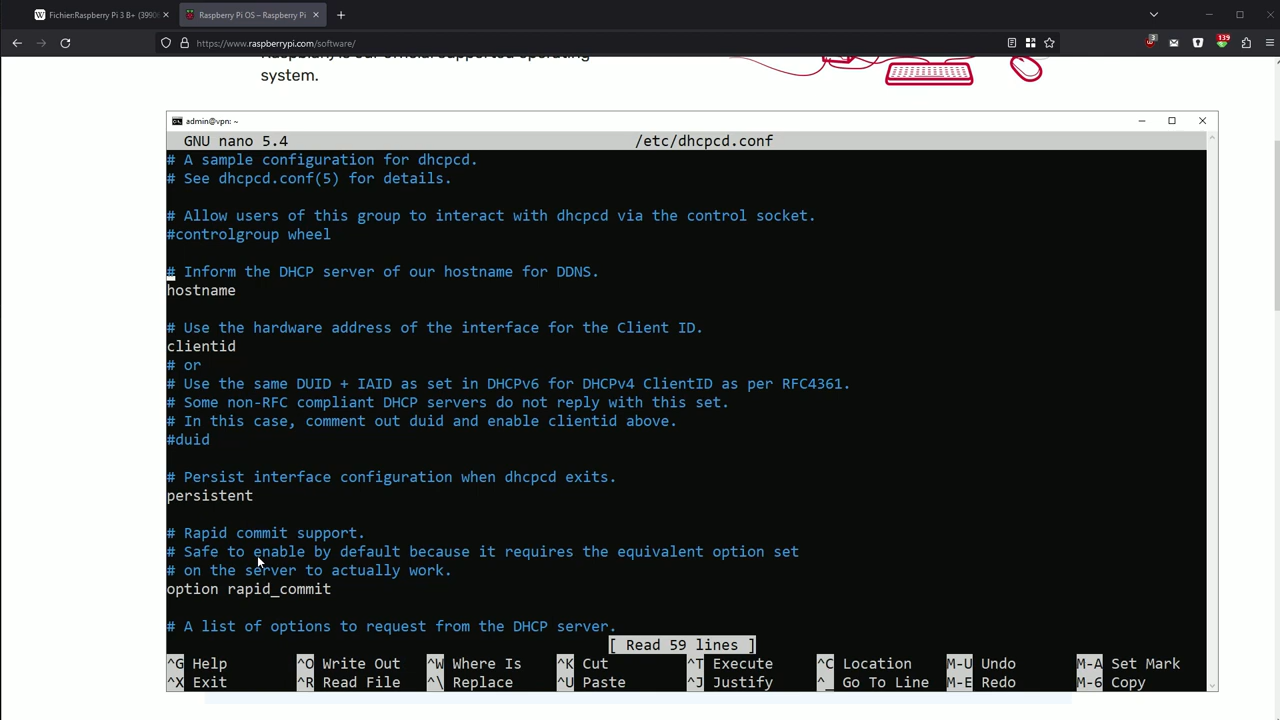 Fichier:Raspberry Pi 3 B+ (3990
Raspberry Pi OS – Raspberry Pi
https://www.raspberrypi.com/software/
3
139
system.
admin@vpn: ~
GNU nano 5.4
/etc/dhcpcd.conf
# A sample configuration for dhcpcd.
# See dhcpcd.conf(5) for details.
# Allow users of this group to interact with dhcpcd via the control socket.
#controlgroup wheel
# Inform the DHCP server of our hostname for DDNS.
hostname
# Use the hardware address of the interface for the Client ID.
clientid
# or
# Use the same DUID + IAID as set in DHCPv6 for DHCPv4 ClientID as per RFC4361.
# Some non-RFC compliant DHCP servers do not reply with this set.
# In this case, comment out duid and enable clientid above.
#duid
# Persist interface configuration when dhcpcd exits.
persistent
# Rapid commit support.
# Safe to enable by default because it requires the equivalent option set
# on the server to actually work.
option rapid_commit
# A list of options to request from the DHCP server.
[ Read 59 lines ]
^G Help ^O Write Out ^W Where Is ^K Cut ^T Execute ^C Location M-U Undo M-A Set Mark
^X Exit ^R Read File ^\ Replace ^U Paste ^J Justify ^_ Go To Line M-E Redo M-6 Copy